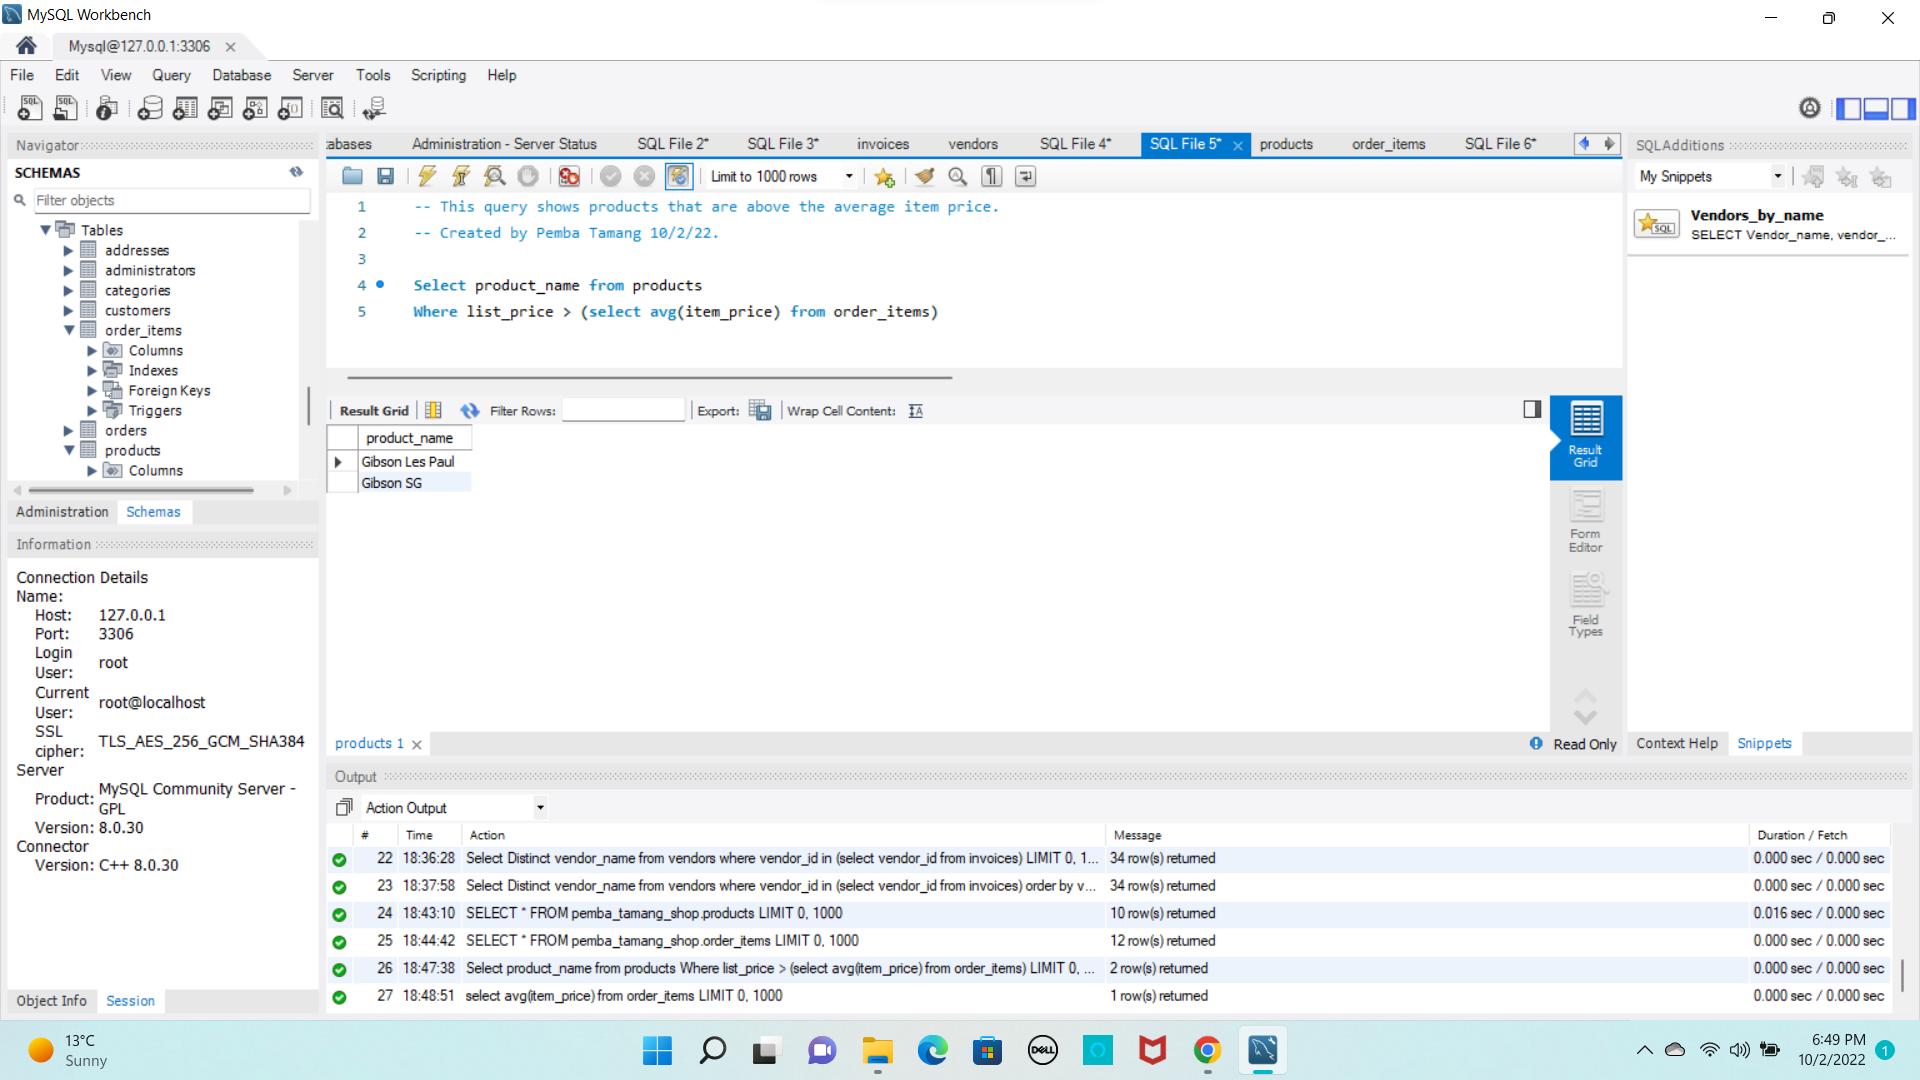 MySQL Workbench
Mysql@127.0.0.1:3306
File Edit View Query Database Server Tools Scripting Help
Navigator
SCHEMAS
Filter objects
Tables
addresses
administrators
categories
customers
order_items
Columns
Indexes
Foreign Keys
Triggers
orders
products
Columns
Administration Schemas
Information
Connection Details
Name:
Host: 127.0.0.1
Port: 3306
Login User: root
Current User: root@localhost
SSL cipher: TLS_AES_256_GCM_SHA384
Server
Product: MySQL Community Server - GPL
Version: 8.0.30
Connector
Version: C++ 8.0.30
Object Info Session
abases Administration - Server Status SQL File 2* SQL File 3* invoices vendors SQL File 4* SQL File 5* products order_items SQL File 6*
Limit to 1000 rows
1 -- This query shows products that are above the average item price.
2 -- Created by Pemba Tamang 10/2/22.
3
4 Select product_name from products
5 Where list_price > (select avg(item_price) from order_items)
Result Grid Filter Rows: Export: Wrap Cell Content:
product_name
Gibson Les Paul
Gibson SG
Result Grid
Form Editor
Field Types
products 1
Read Only
SQLAdditions
My Snippets
Vendors_by_name
SELECT Vendor_name, vendor_...
SQL
Context Help Snippets
Output
Action Output
# Time Action Message Duration / Fetch
22 18:36:28 Select Distinct vendor_name from vendors where vendor_id in (select vendor_id from invoices) LIMIT 0, 1... 34 row(s) returned 0.000 sec / 0.000 sec
23 18:37:58 Select Distinct vendor_name from vendors where vendor_id in (select vendor_id from invoices) order by v... 34 row(s) returned 0.000 sec / 0.000 sec
24 18:43:10 SELECT * FROM pemba_tamang_shop.products LIMIT 0, 1000 10 row(s) returned 0.016 sec / 0.000 sec
25 18:44:42 SELECT * FROM pemba_tamang_shop.order_items LIMIT 0, 1000 12 row(s) returned 0.000 sec / 0.000 sec
26 18:47:38 Select product_name from products Where list_price > (select avg(item_price) from order_items) LIMIT 0, ... 2 row(s) returned 0.000 sec / 0.000 sec
27 18:48:51 select avg(item_price) from order_items LIMIT 0, 1000 1 row(s) returned 0.000 sec / 0.000 sec
13°C
Sunny
DELL
6:49 PM
10/2/2022
1